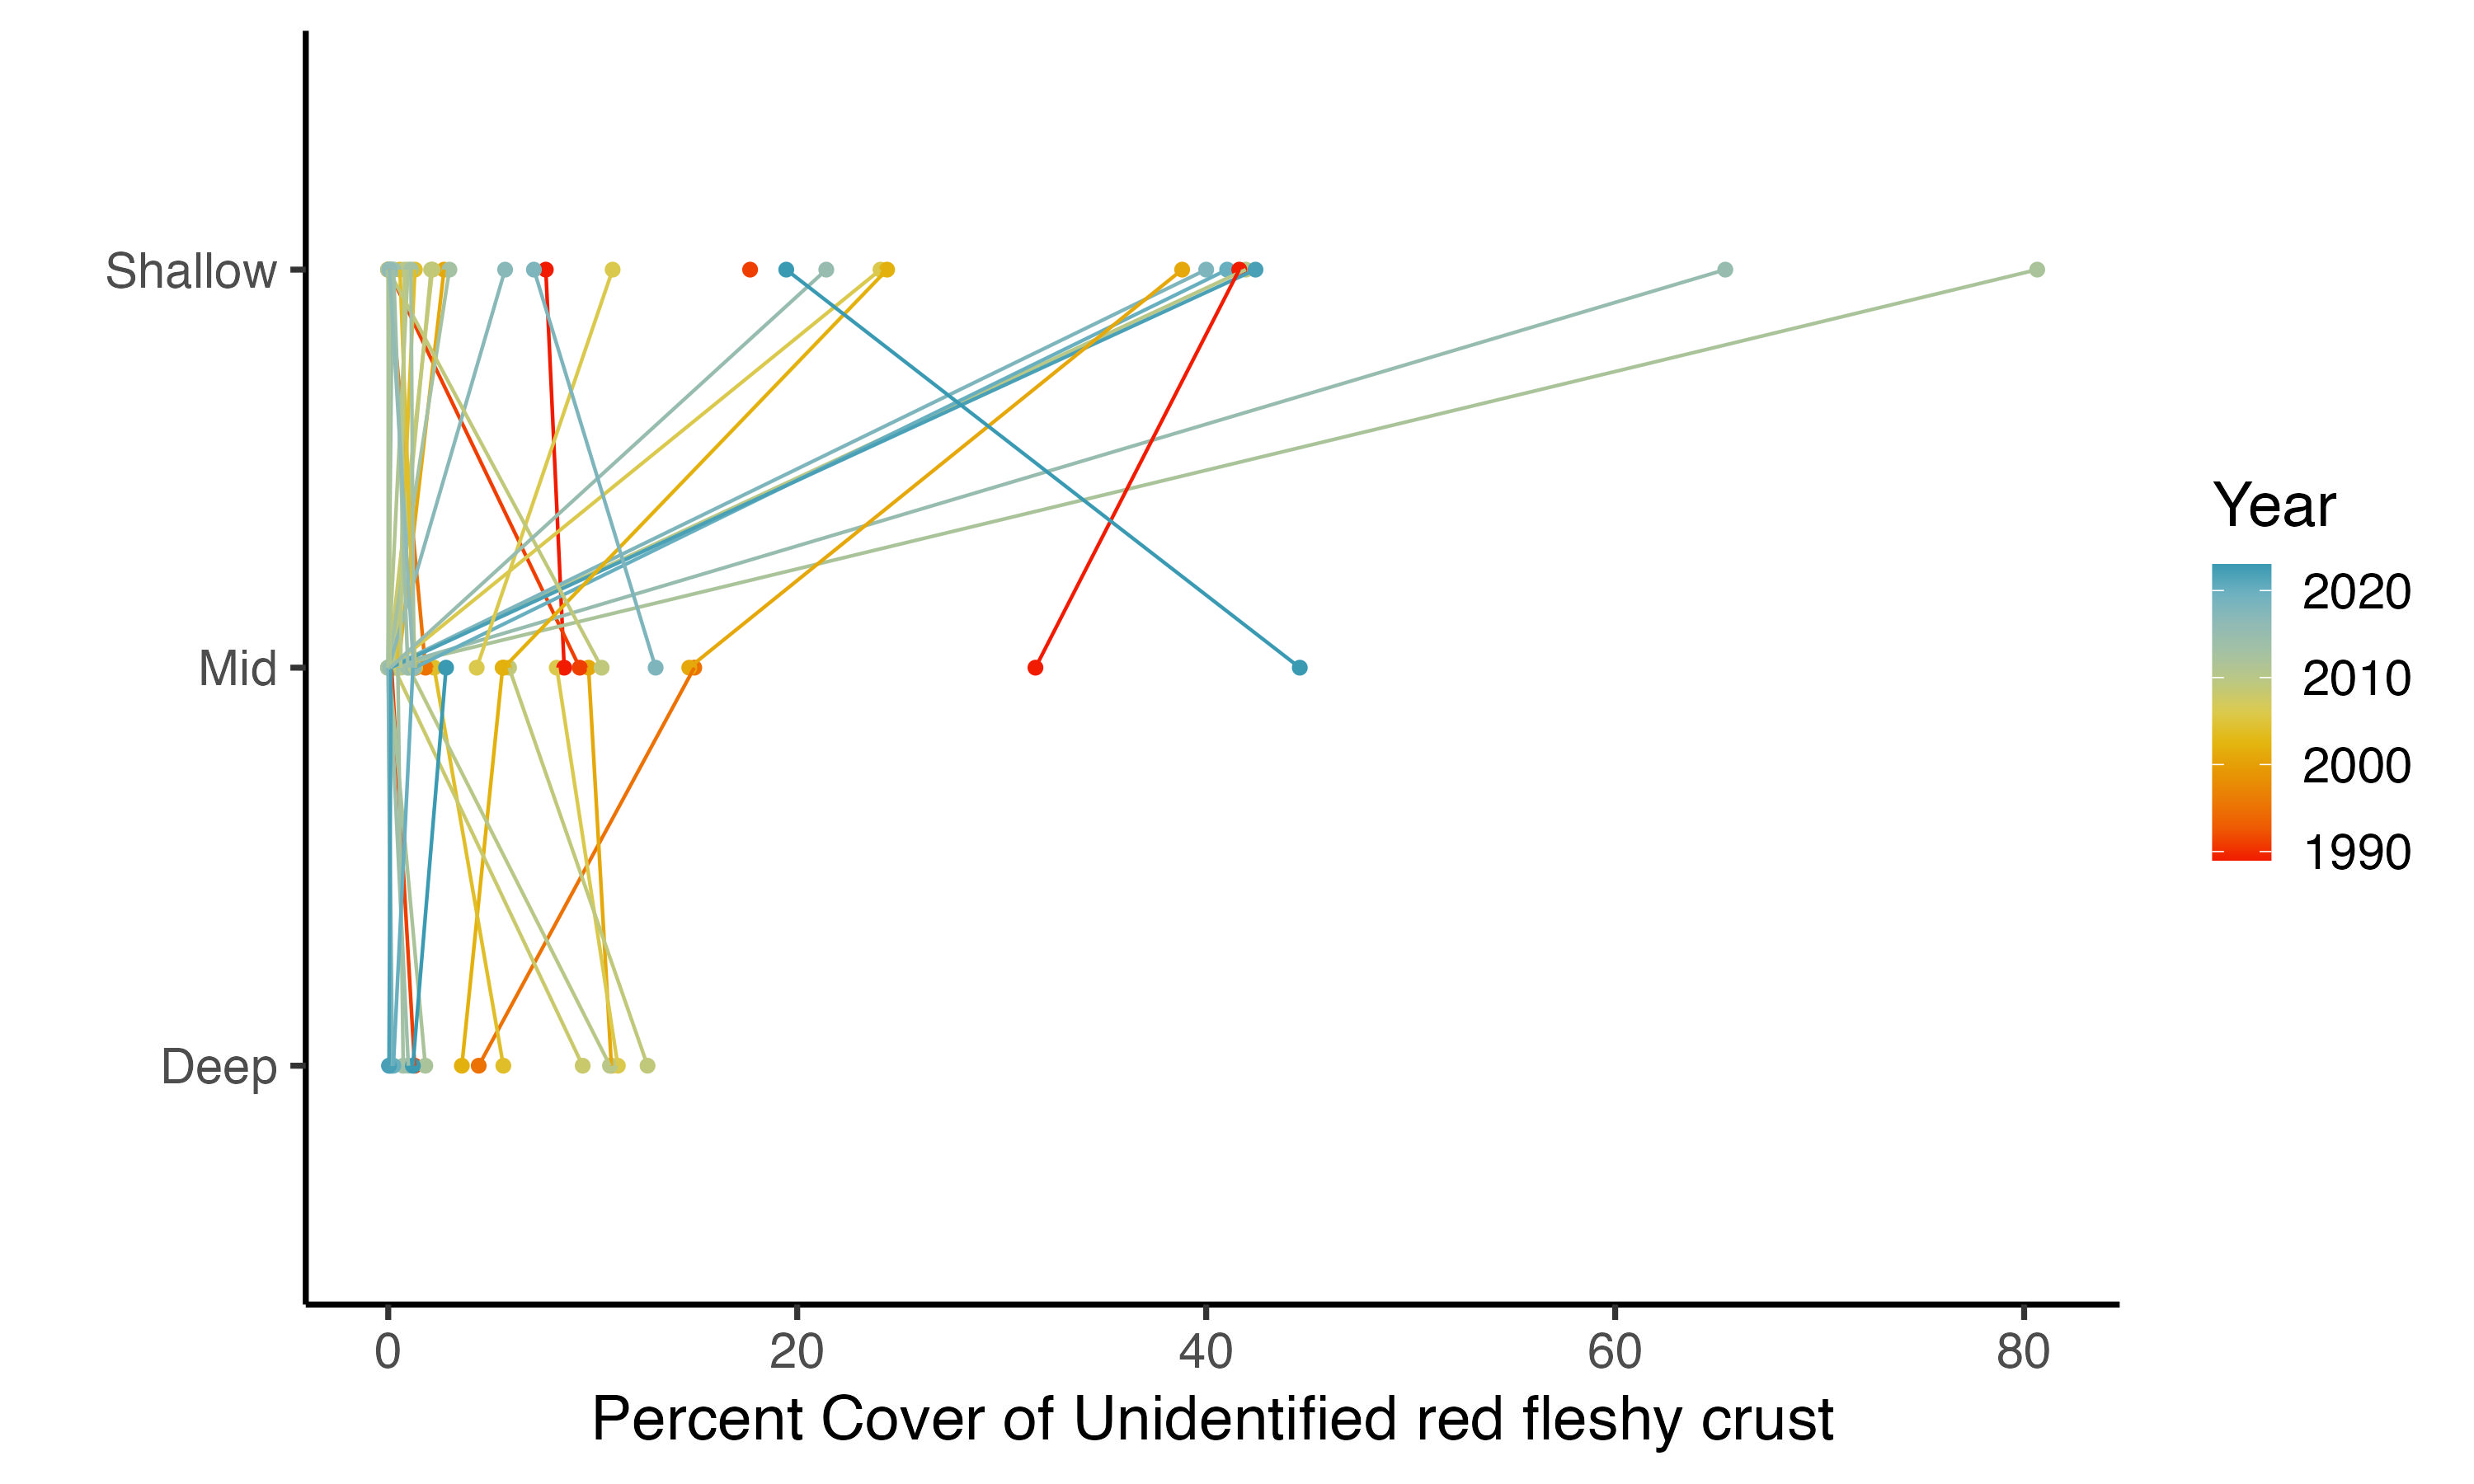 Shallow
Mid
Deep
0 20 40 60 80
Percent Cover of Unidentified red fleshy crust
Year
2020
2010
2000
1990